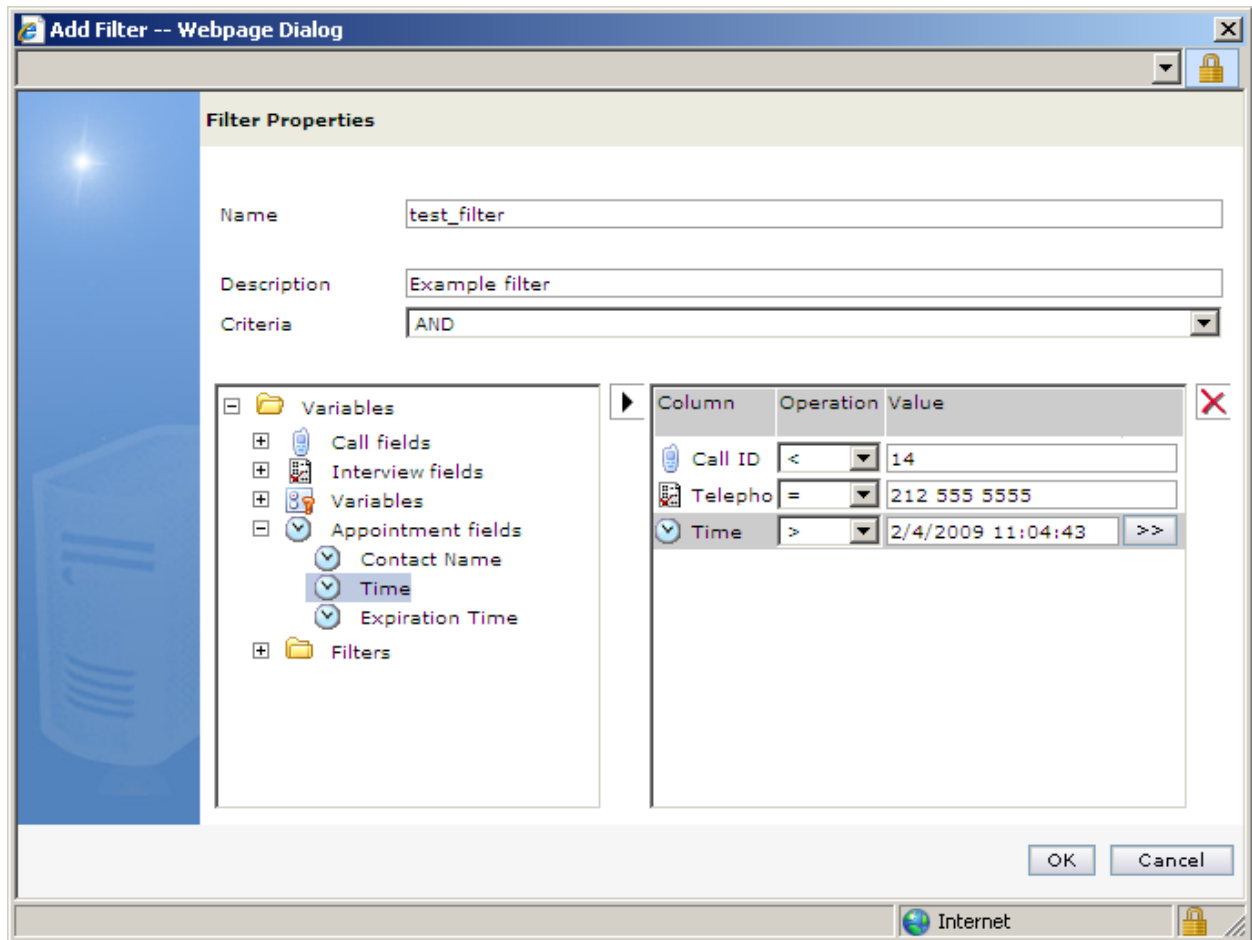 Add Filter -- Webpage Dialog
Filter Properties
Name test_filter
Description Example filter
Criteria AND
Variables
Call fields
Interview fields
Variables
Appointment fields
Contact Name
Time
Expiration Time
Filters
Column Operation Value
Call ID < 14
Telepho = 212 555 5555
Time > 2/4/2009 11:04:43 >>
OK Cancel
Internet